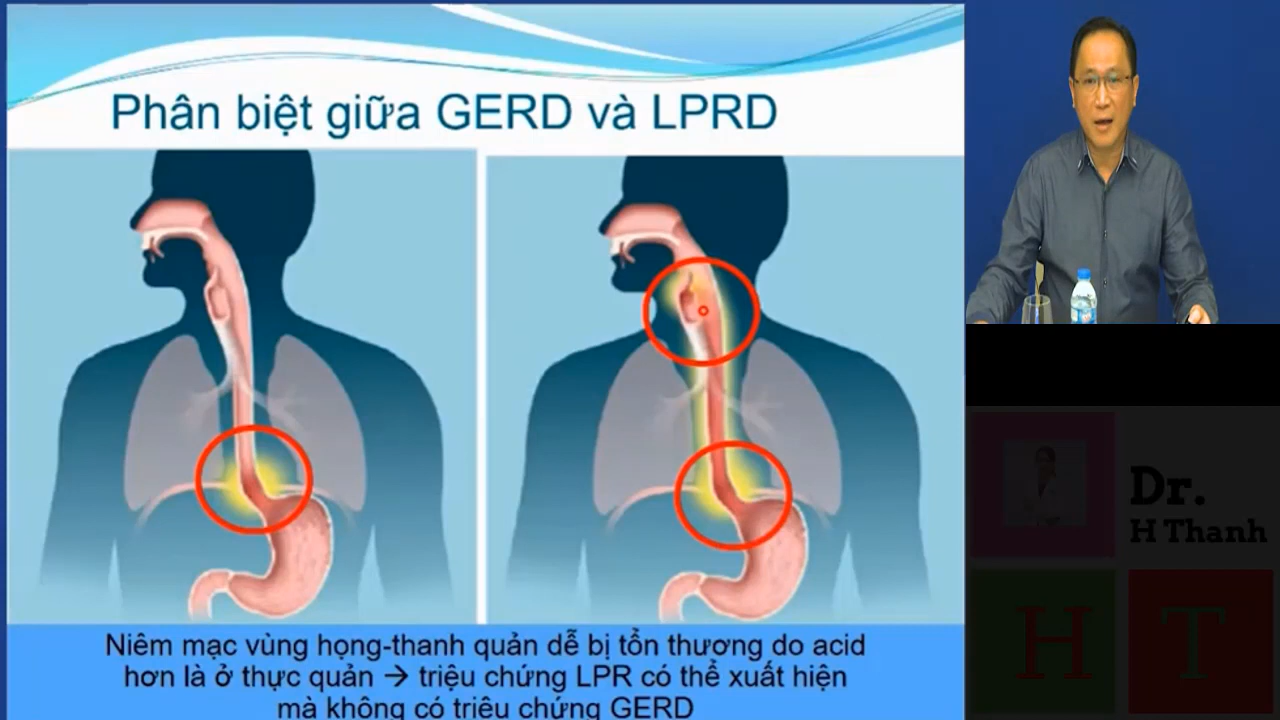 Phân biệt giữa GERD và LPRD
Niêm mạc vùng họng-thanh quản dễ bị tổn thương do acid
hơn là ở thực quản → triệu chứng LPR có thể xuất hiện
mà không có triệu chứng GERD
Dr.
H Thanh
H
T